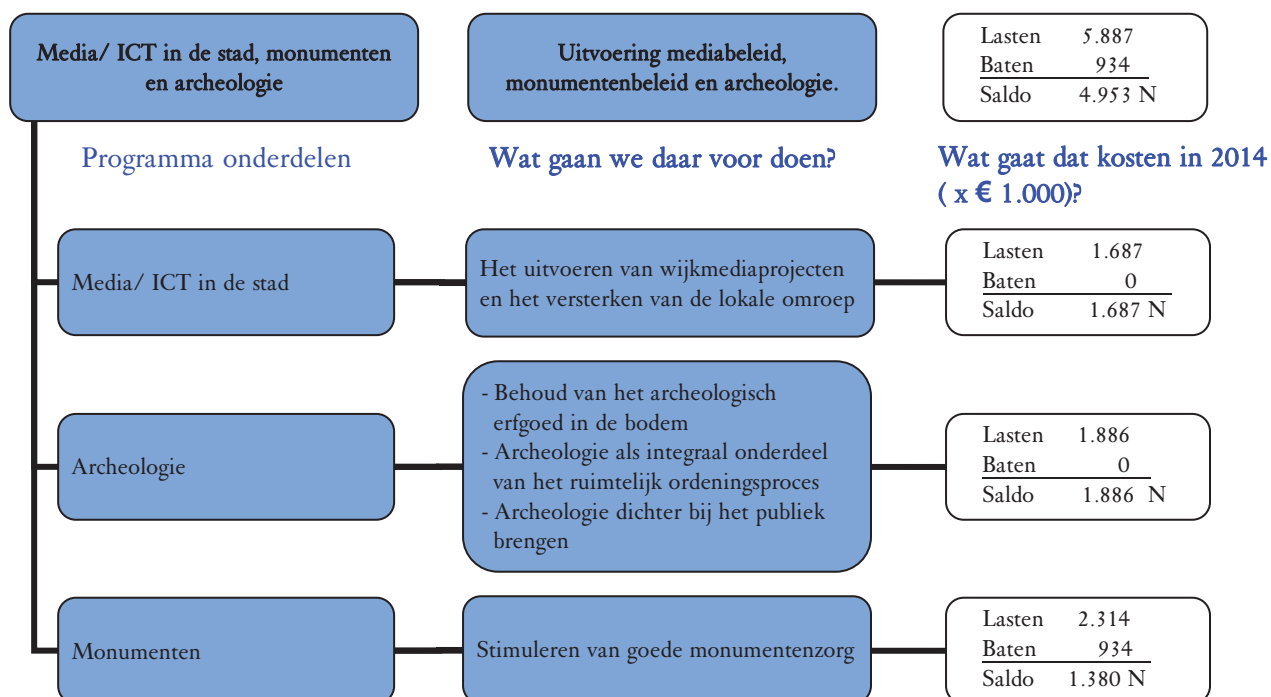 Media/ ICT in de stad, monumenten
en archeologie
Uitvoering mediabeleid,
monumentenbeleid en archeologie.
Lasten 5.887
Baten 934
Saldo 4.953 N
Programma onderdelen
Wat gaan we daar voor doen?
Wat gaat dat kosten in 2014
( x € 1.000)?
Media/ ICT in de stad
Het uitvoeren van wijkmediaprojecten
en het versterken van de lokale omroep
Lasten 1.687
Baten 0
Saldo 1.687 N
Archeologie
- Behoud van het archeologisch
erfgoed in de bodem
- Archeologie als integraal onderdeel
van het ruimtelijk ordeningsproces
- Archeologie dichter bij het publiek
brengen
Lasten 1.886
Baten 0
Saldo 1.886 N
Monumenten
Stimuleren van goede monumentenzorg
Lasten 2.314
Baten 934
Saldo 1.380 N